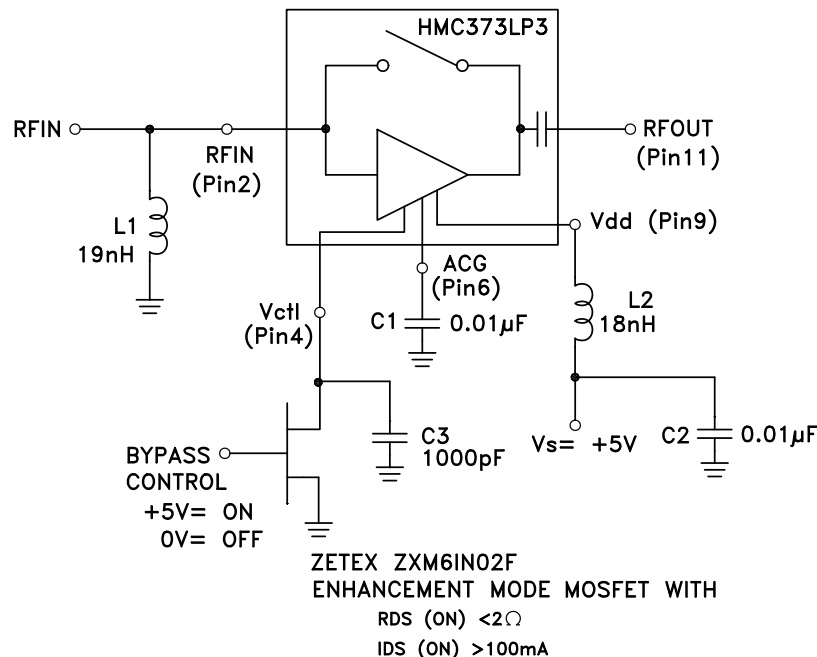 HMC373LP3
RFIN
RFIN
(Pin2)
RFOUT
(Pin11)
L1
19nH
Vdd (Pin9)
ACG
(Pin6)
Vctl
(Pin4)
C1
0.01µF
L2
18nH
BYPASS
CONTROL
+5V= ON
0V= OFF
C3
1000pF
Vs= +5V
C2
0.01µF
ZETEX ZXM6IN02F
ENHANCEMENT MODE MOSFET WITH
RDS (ON) <2Ω
IDS (ON) >100mA